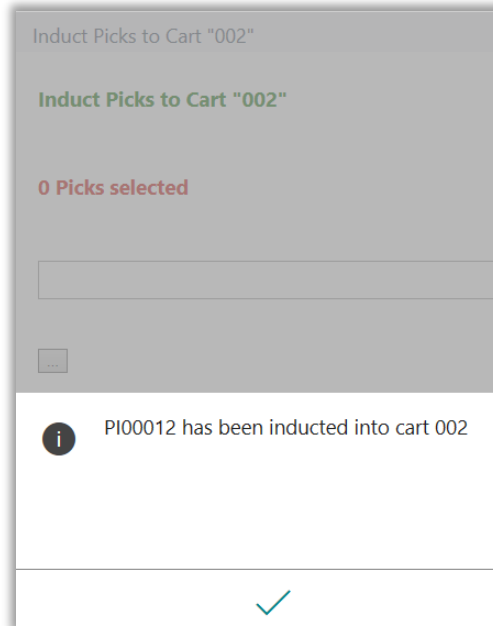 Induct Picks to Cart "002"
Induct Picks to Cart "002"
0 Picks selected
...
PI00012 has been inducted into cart 002